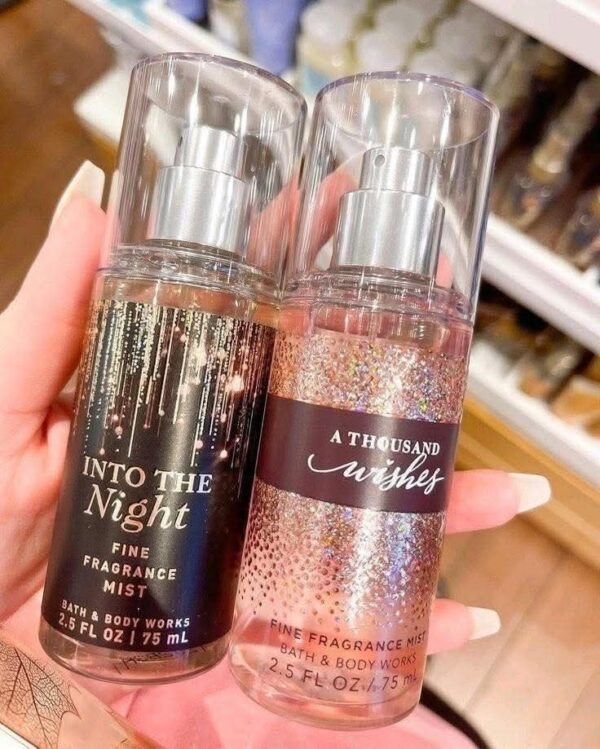 INTO THE
Night
FINE
FRAGRANCE
MIST
BATH & BODY WORKS
2.5 FL OZ | 75 mL
A THOUSAND
wishes
FINE FRAGRANCE MIST
BATH & BODY WORKS
2.5 FL OZ / 75 mL